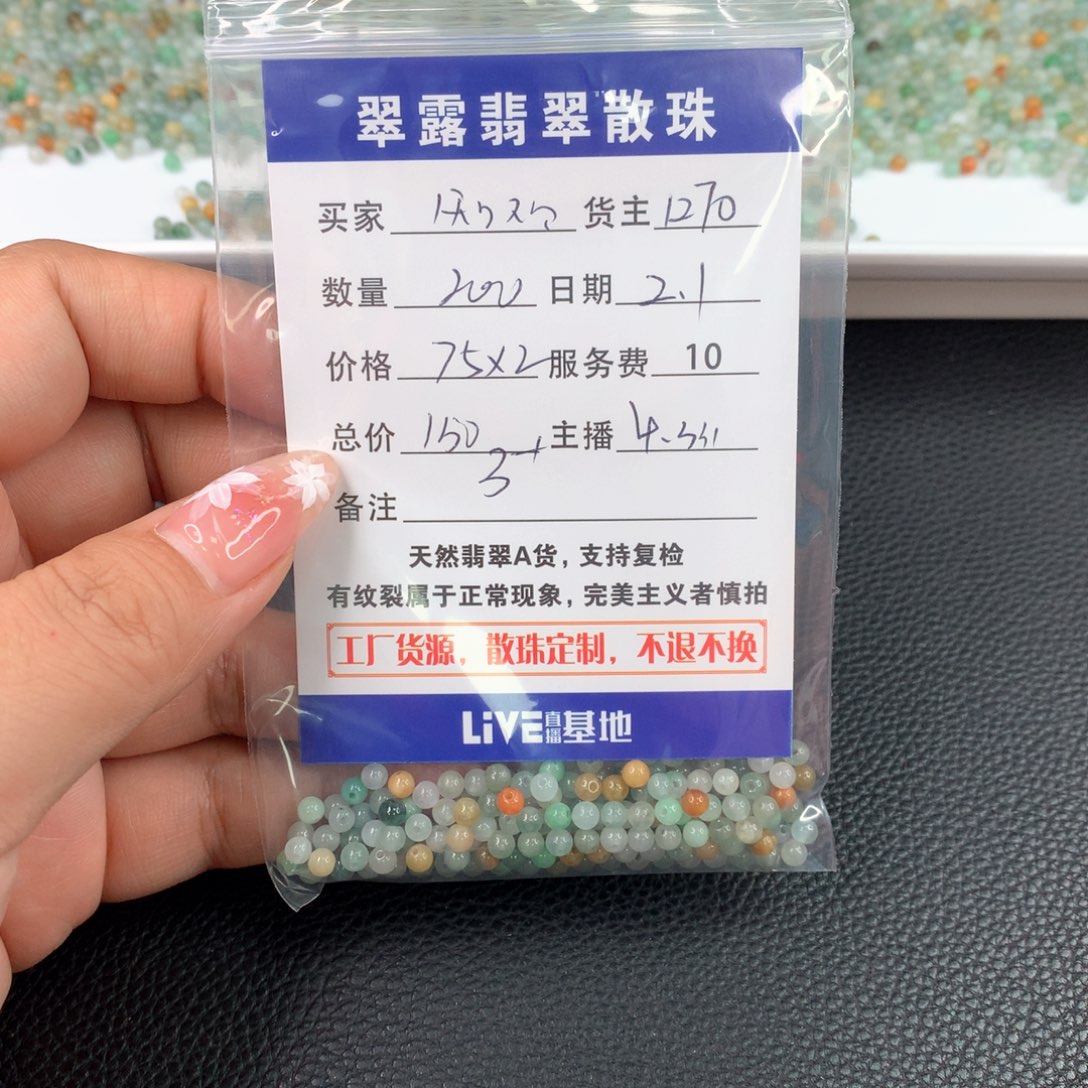 翠露翡翠散珠
买家 货主 1270
数量 200 日期 2.1
价格 75×2 服务费 10
总价 150 主播
3+
备注
天然翡翠A货，支持复检
有纹裂属于正常现象，完美主义者慎拍
工厂货源，散珠定制，不退不换
LiVE直播基地